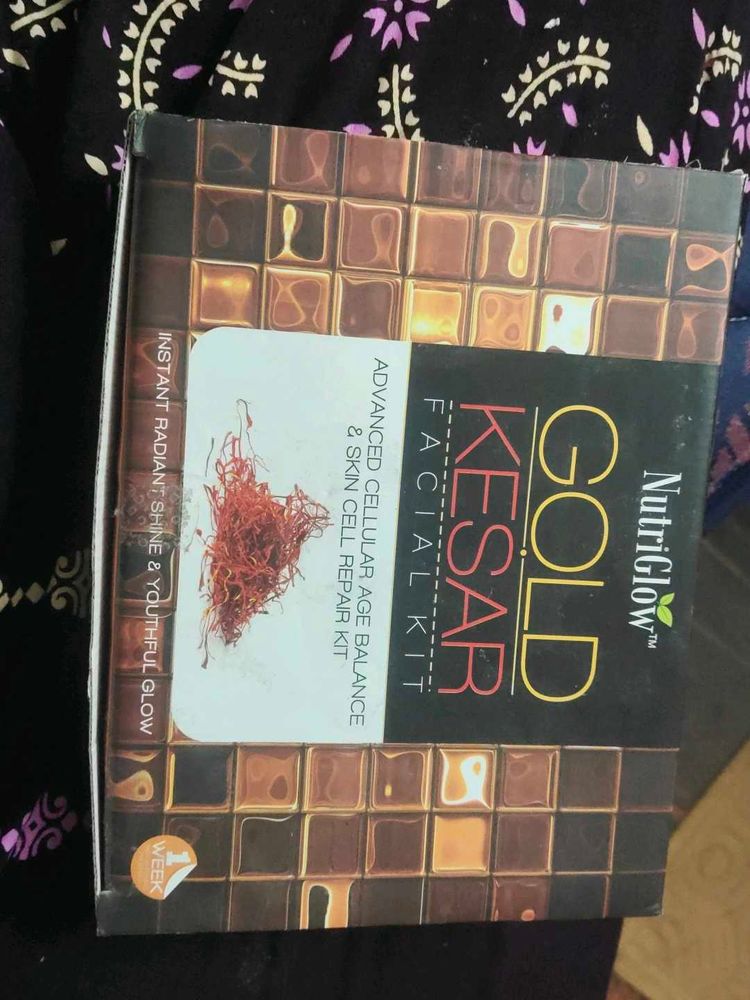 NutriGlow™
GOLD
KESAR
FACIAL KIT
ADVANCED CELLULAR AGE BALANCE
& SKIN CELL REPAIR KIT
INSTANT RADIANT SHINE & YOUTHFUL GLOW
1
WEEK